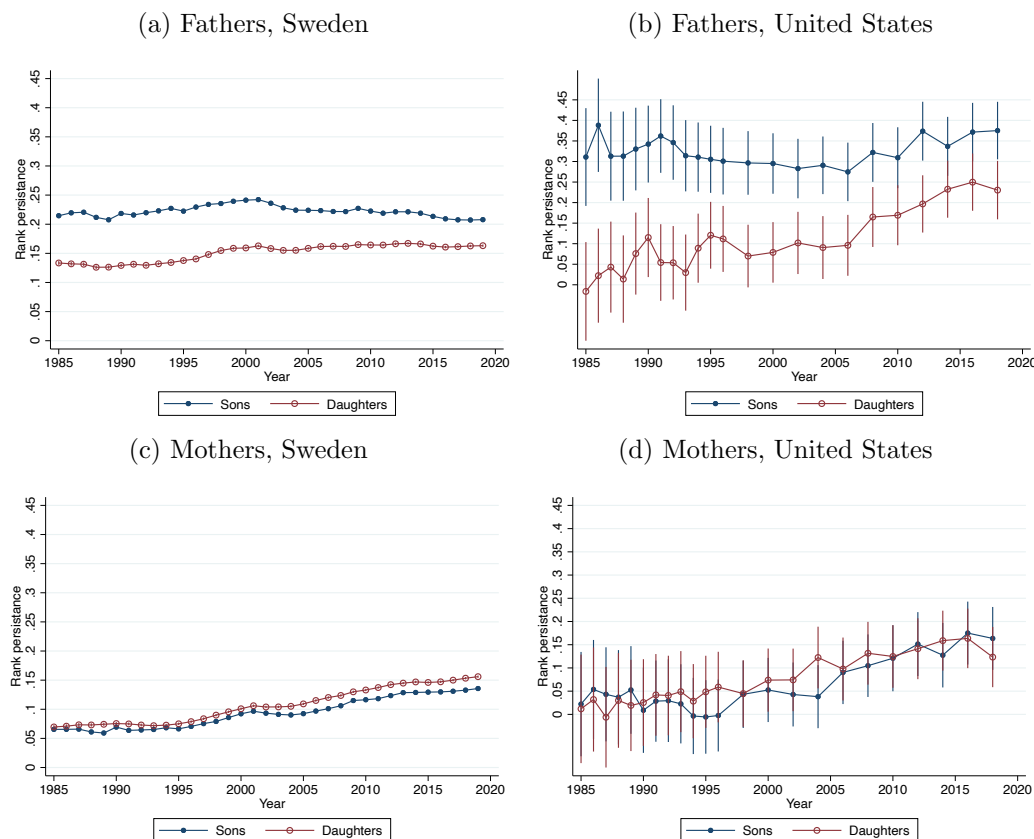 (a) Fathers, Sweden
Rank persistance
.45
.4
.35
.3
.25
.2
.15
.1
.05
0
1985 1990 1995 2000 2005 2010 2015 2020
Year
Sons Daughters
(b) Fathers, United States
Rank persistance
.45
.4
.35
.3
.25
.2
.15
.1
.05
0
1985 1990 1995 2000 2005 2010 2015 2020
Year
Sons Daughters
(c) Mothers, Sweden
Rank persistance
.45
.4
.35
.3
.25
.2
.15
.1
.05
0
1985 1990 1995 2000 2005 2010 2015 2020
Year
Sons Daughters
(d) Mothers, United States
Rank persistance
.45
.4
.35
.3
.25
.2
.15
.1
.05
0
1985 1990 1995 2000 2005 2010 2015 2020
Year
Sons Daughters